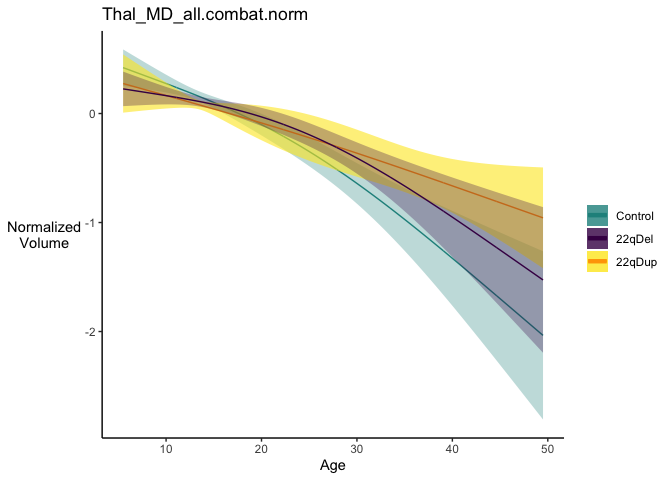 Thal_MD_all.combat.norm
0
-1
-2
Normalized
Volume
10
20
30
40
50
Age
Control
22qDel
22qDup